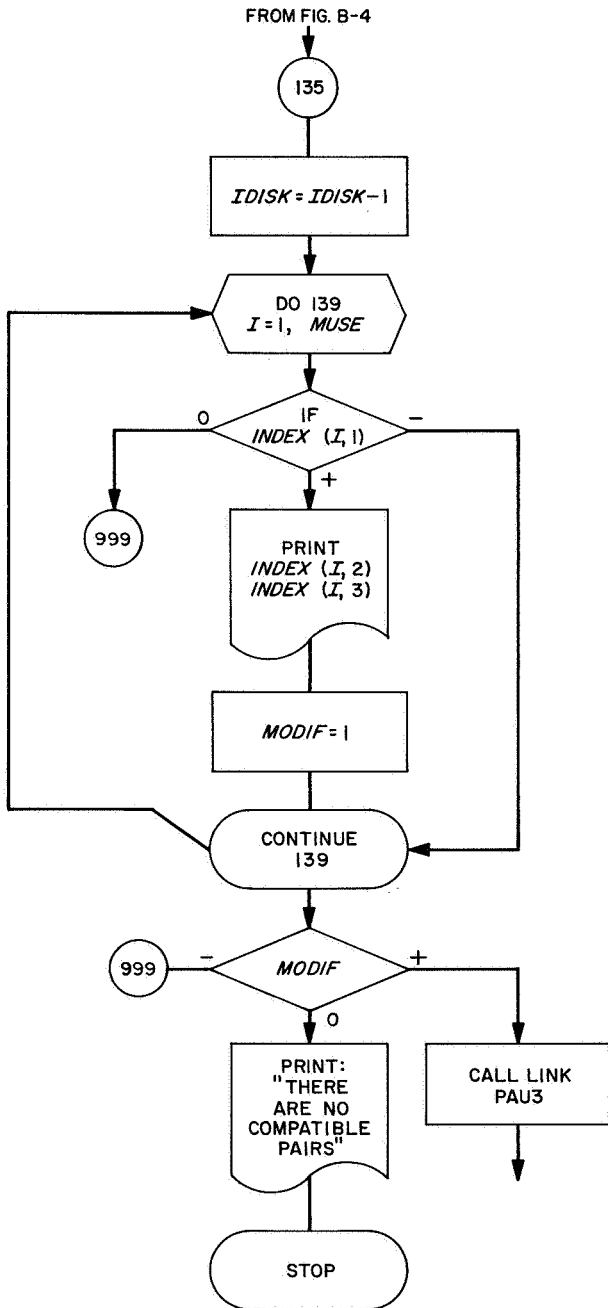 FROM FIG. B-4
135
IDISK = IDISK-1
DO 139
I = 1, MUSE
0
IF
-
INDEX (I, 1)
+
999
PRINT
INDEX (I, 2)
INDEX (I, 3)
MODIF = 1
CONTINUE
139
999
-
MODIF
+
0
PRINT:
"THERE
ARE NO
COMPATIBLE
PAIRS"
CALL LINK
PAU3
STOP